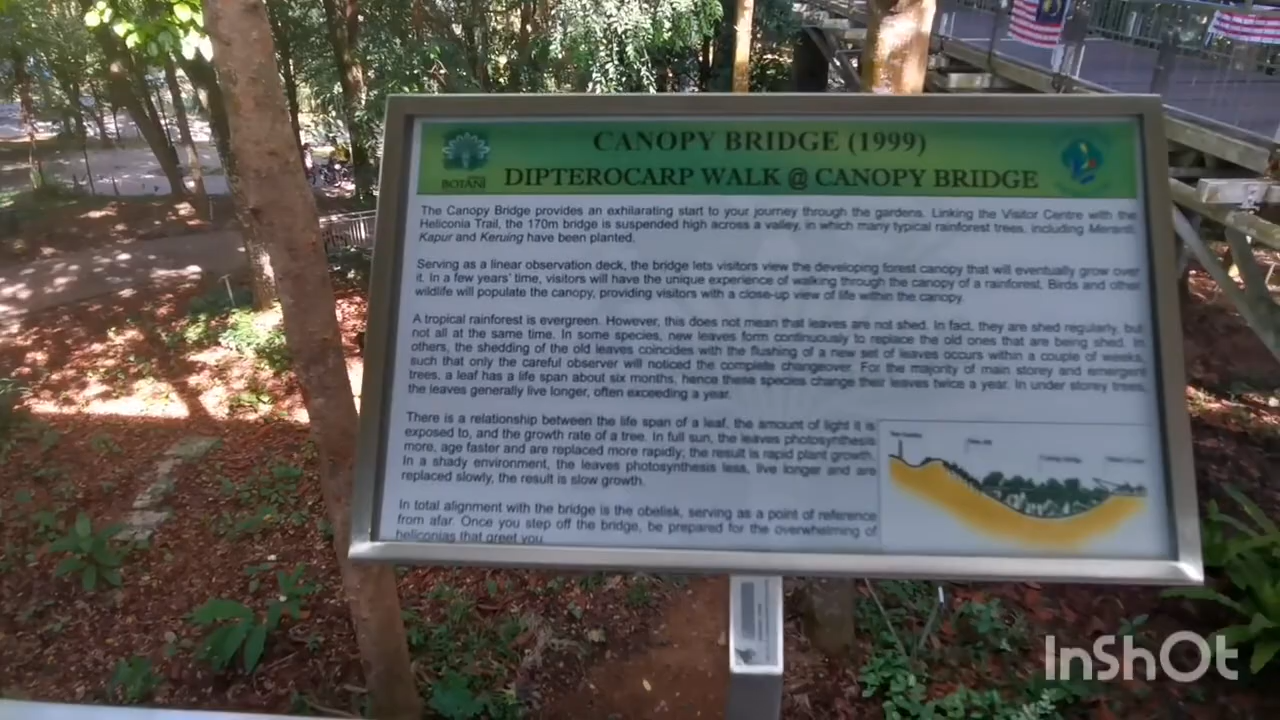 BOTANI
CANOPY BRIDGE (1999)
DIPTEROCARP WALK @ CANOPY BRIDGE
The Canopy Bridge provides an exhilarating start to your journey through the gardens. Linking the Visitor Centre with the
Heliconia Trail, the 170m bridge is suspended high across a valley, in which many typical rainforest trees, including Meranti,
Kapur and Keruing have been planted.
Serving as a linear observation deck, the bridge lets visitors view the developing forest canopy that will eventually grow over
it. In a few years' time, visitors will have the unique experience of walking through the canopy of a rainforest. Birds and other
wildlife will populate the canopy, providing visitors with a close-up view of life within the canopy.
A tropical rainforest is evergreen. However, this does not mean that leaves are not shed. In fact, they are shed regularly, but
not all at the same time. In some species, new leaves form continuously to replace the old ones that are being shed. In
others, the shedding of the old leaves coincides with the flushing of a new set of leaves occurs within a couple of weeks,
such that only the careful observer will noticed the complete changeover. For the majority of main storey and emergent
trees, a leaf has a life span about six months, hence these species change their leaves twice a year. In under storey trees
the leaves generally live longer, often exceeding a year.
There is a relationship between the life span of a leaf, the amount of light it is
exposed to, and the growth rate of a tree. In full sun, the leaves photosynthesis
more, age faster and are replaced more rapidly; the result is rapid plant growth.
In a shady environment, the leaves photosynthesis less, live longer and are
replaced slowly, the result is slow growth.
In total alignment with the bridge is the obelisk, serving as a point of reference
from afar. Once you step off the bridge, be prepared for the overwhelming of
heliconias that greet you
InShOt